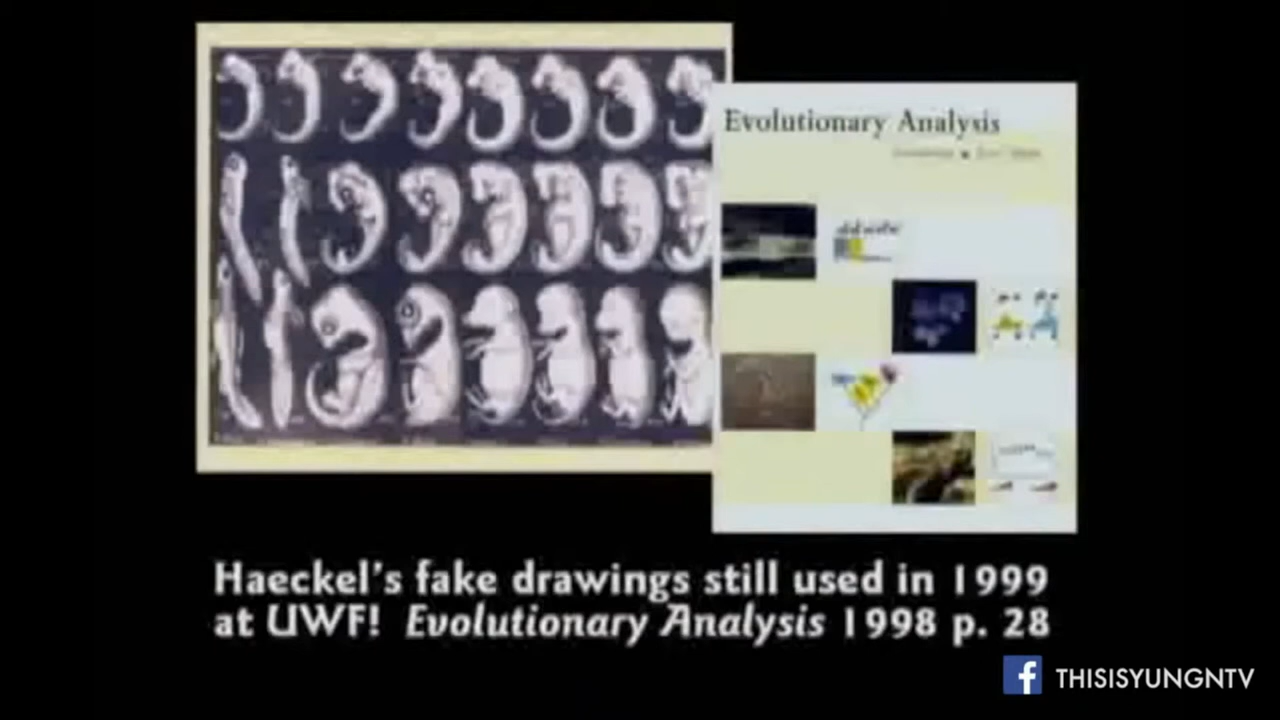 Evolutionary Analysis
Haeckel's fake drawings still used in 1999
at UWF! Evolutionary Analysis 1998 p. 28
f THISISYUNGNTV